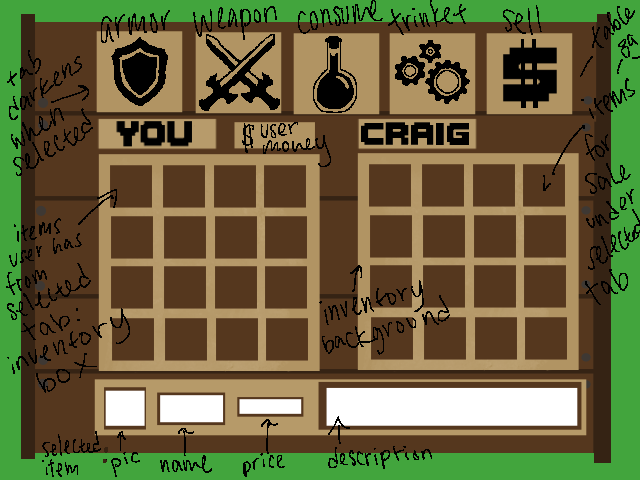 armor weapon consume trinket sell
tab
darkens
when
selected
table
bg
YOU
$ user
money
CRAIG
items
for
sale
under
selected
tab
items
user has
from
selected
tab:
inventory
box
inventory
background
selected
item
pic
name
price
description